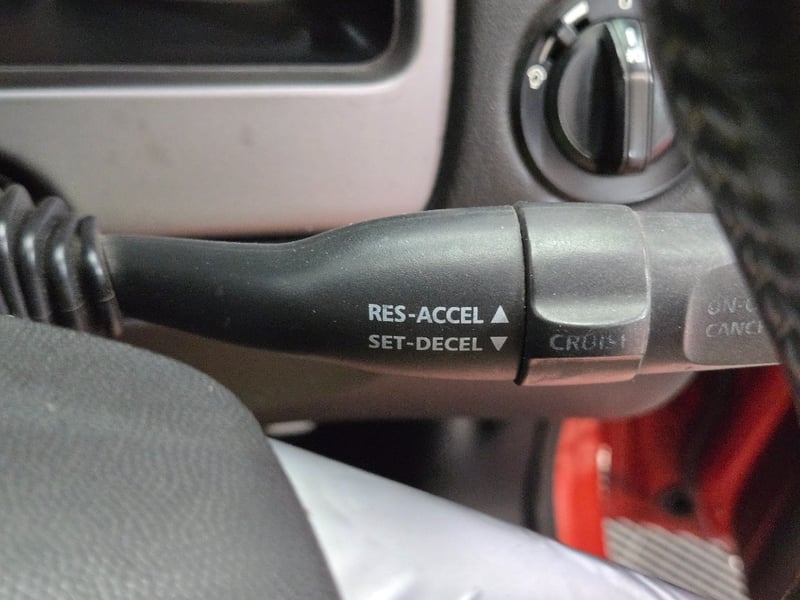 RES-ACCEL ▲
SET-DECEL ▼
CRUISE